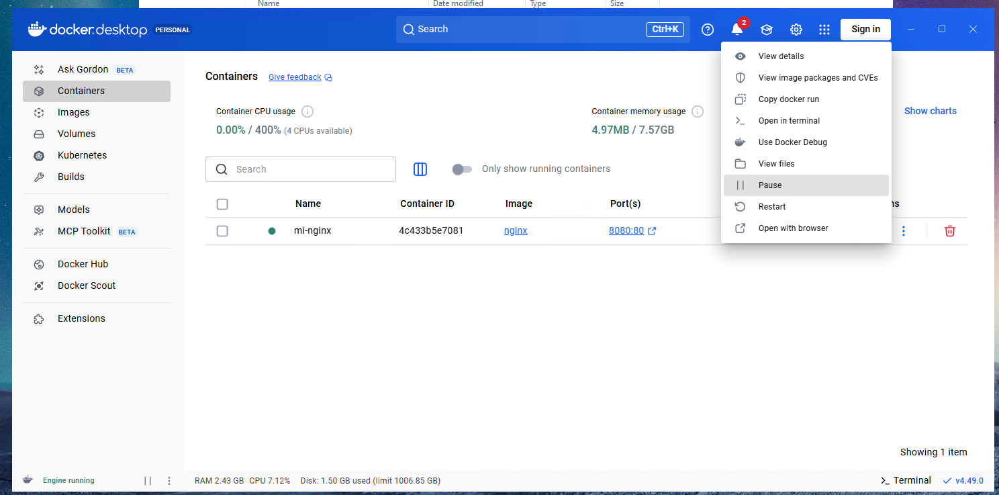 Name Date modified Type Size
docker.desktop PERSONAL Search Ctrl+K 2 Sign in
Ask Gordon BETA
Containers
Images
Volumes
Kubernetes
Builds
Models
MCP Toolkit BETA
Docker Hub
Docker Scout
Extensions
Containers Give feedback
Container CPU usage
0.00% / 400% (4 CPUs available)
Container memory usage
4.97MB / 7.57GB
Show charts
Search Only show running containers
Name Container ID Image Port(s) ns
mi-nginx 4c433b5e7081 nginx 8080:80
View details
View image packages and CVEs
Copy docker run
Open in terminal
Use Docker Debug
View files
Pause
Restart
Open with browser
Showing 1 item
Engine running RAM 2.43 GB CPU 7.12% Disk: 1.50 GB used (limit 1006.85 GB) >_ Terminal v4.49.0